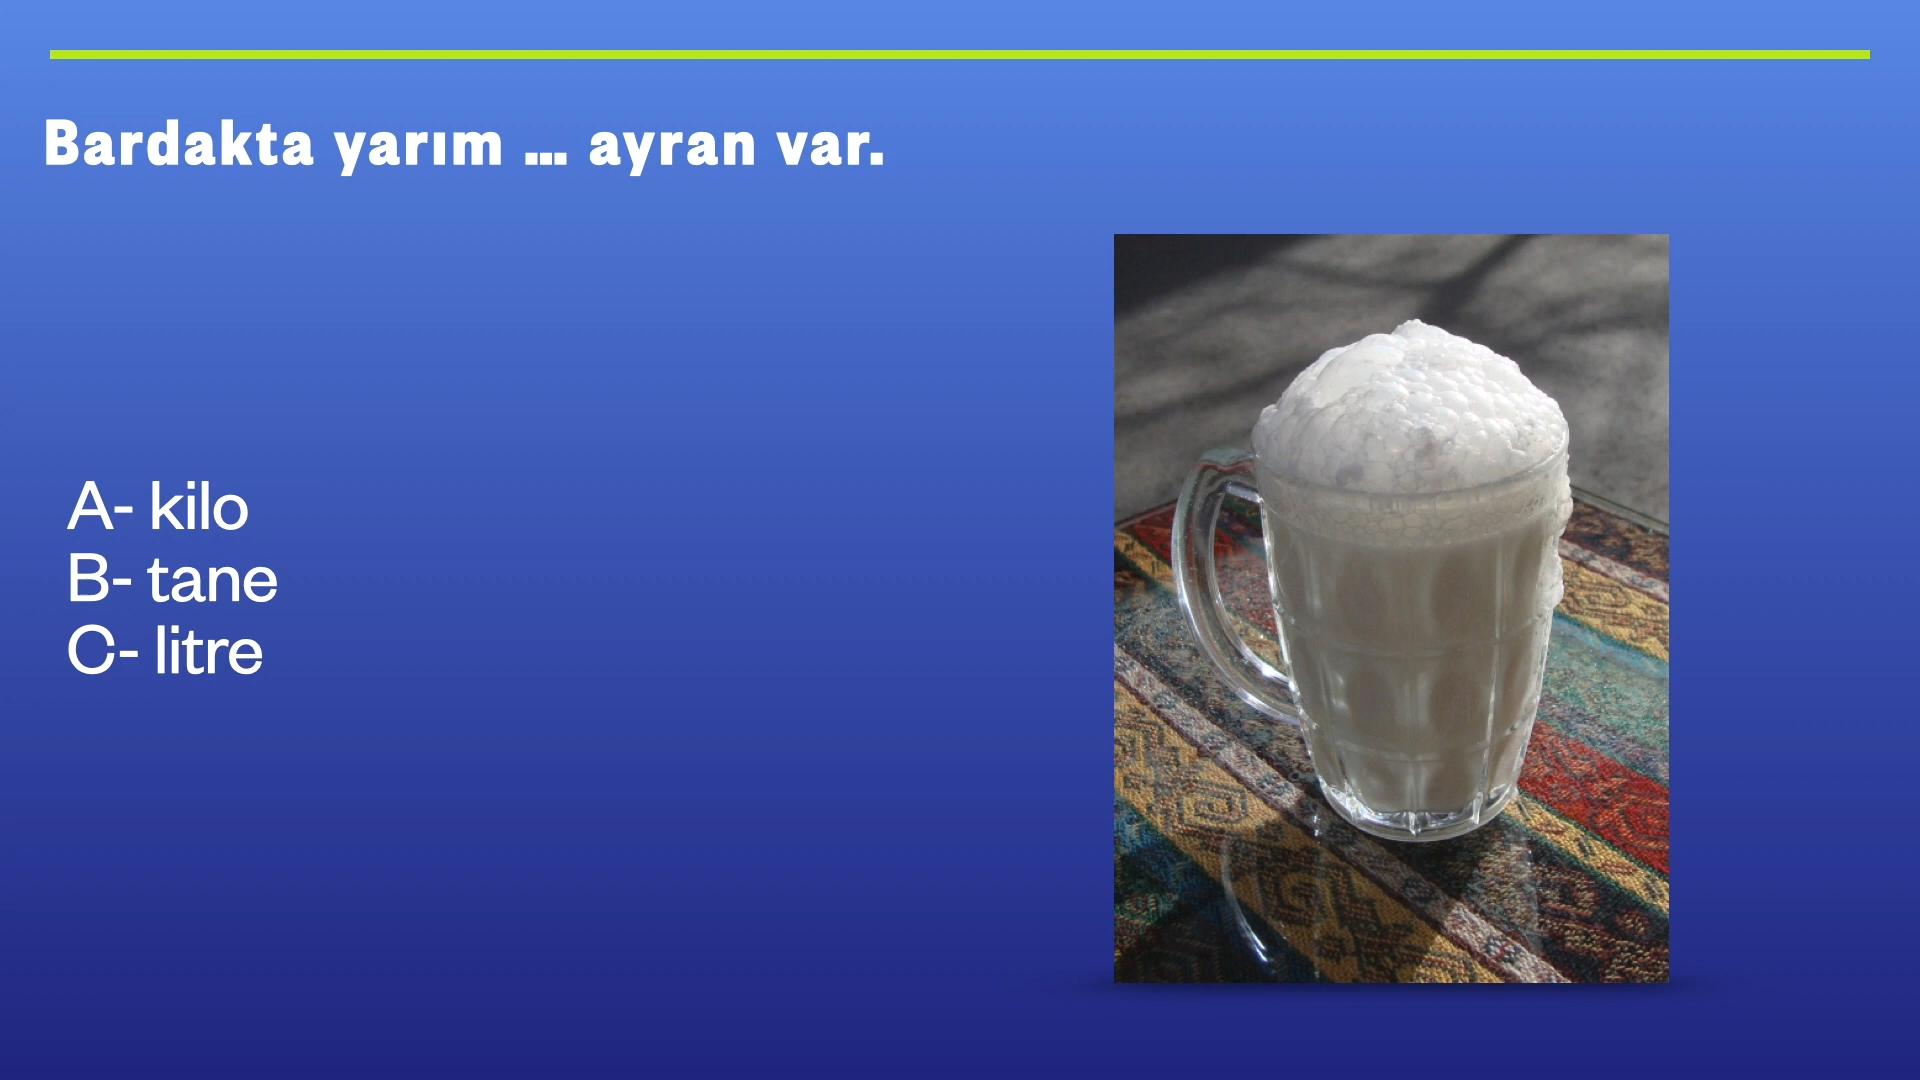 Bardakta yarım ... ayran var.
A- kilo
B- tane
C- litre